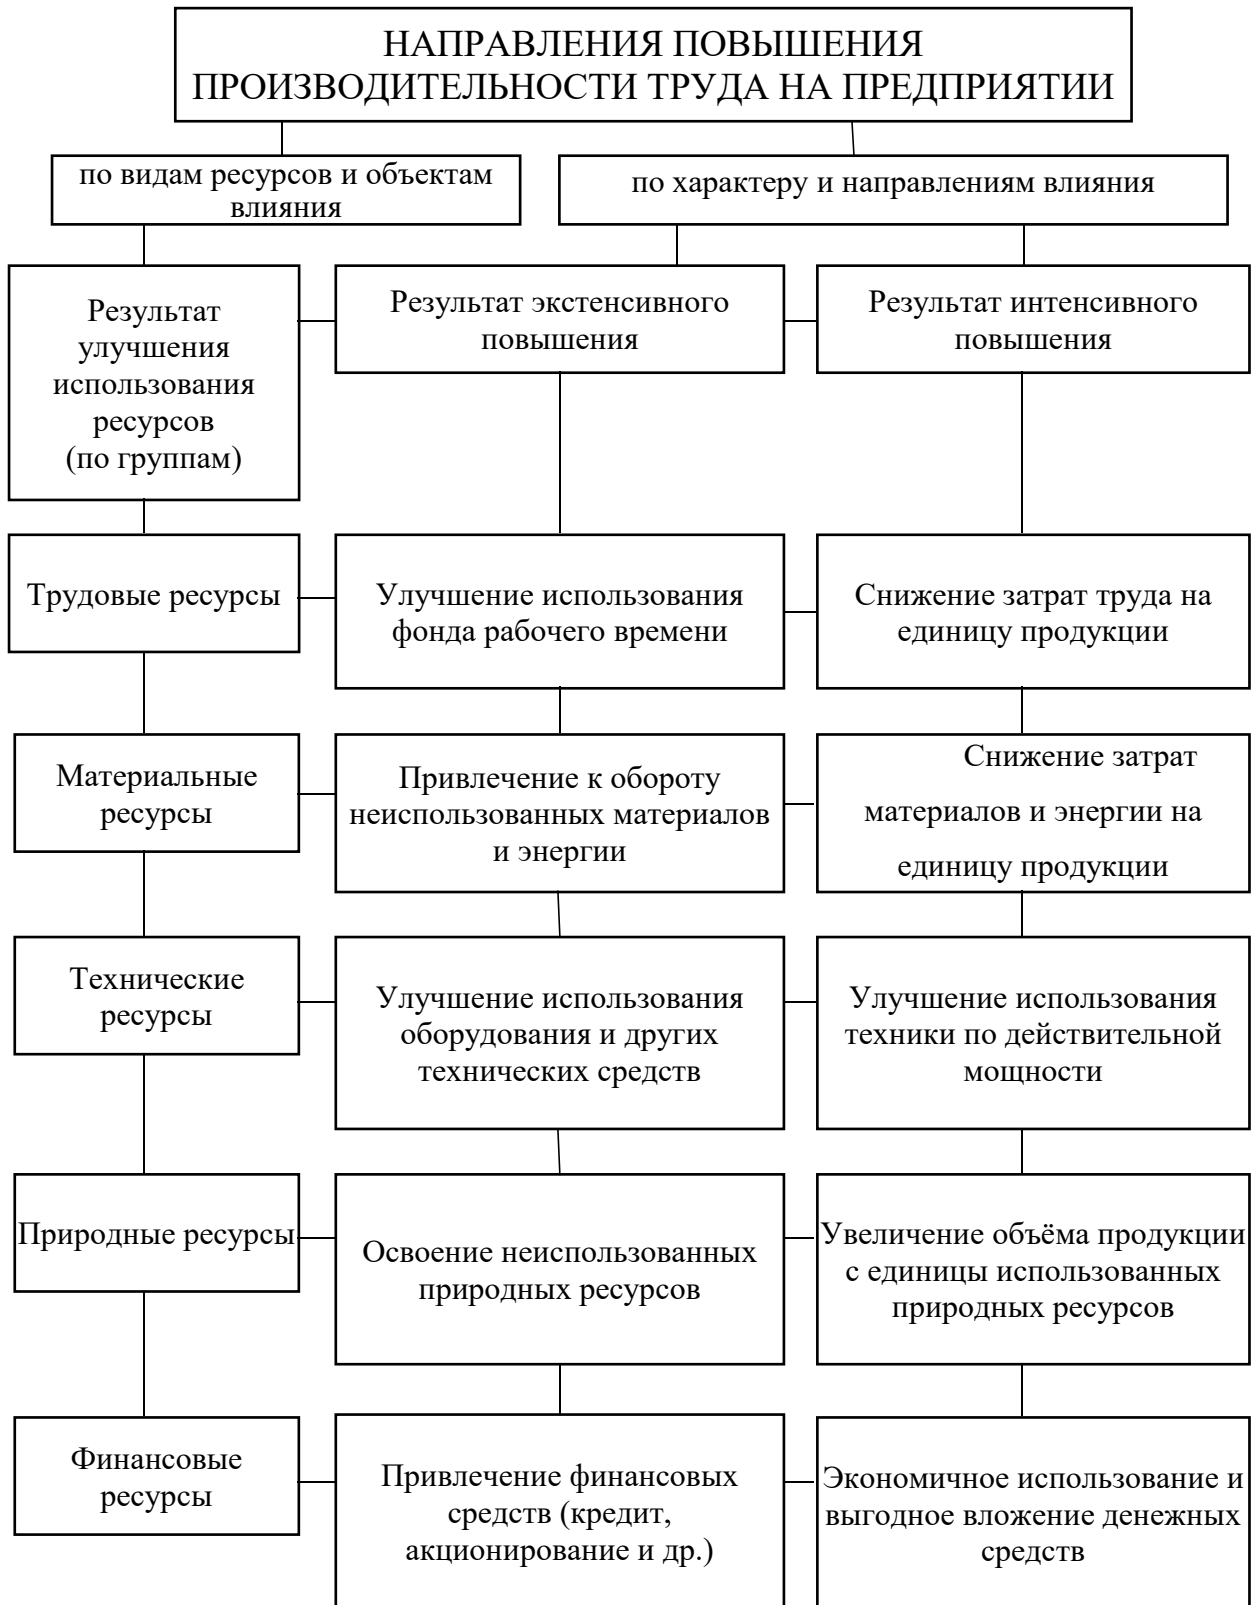 НАПРАВЛЕНИЯ ПОВЫШЕНИЯ
ПРОИЗВОДИТЕЛЬНОСТИ ТРУДА НА ПРЕДПРИЯТИИ
по видам ресурсов и объектам
влияния
по характеру и направлениям влияния
Результат
улучшения
использования
ресурсов
(по группам)
Результат экстенсивного
повышения
Результат интенсивного
повышения
Трудовые ресурсы
Улучшение использования
фонда рабочего времени
Снижение затрат труда на
единицу продукции
Материальные
ресурсы
Привлечение к обороту
неиспользованных материалов
и энергии
Снижение затрат
материалов и энергии на
единицу продукции
Технические
ресурсы
Улучшение использования
оборудования и других
технических средств
Улучшение использования
техники по действительной
мощности
Природные ресурсы
Освоение неиспользованных
природных ресурсов
Увеличение объёма продукции
с единицы использованных
природных ресурсов
Финансовые
ресурсы
Привлечение финансовых
средств (кредит,
акционирование и др.)
Экономичное использование и
выгодное вложение денежных
средств